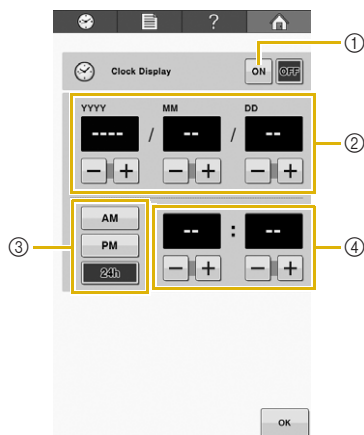 ?
①
Clock Display ON OFF
YYYY MM DD
---- / -- / --
②
− + − + − +
AM
PM
24h
③
-- : --
− + − +
④
OK